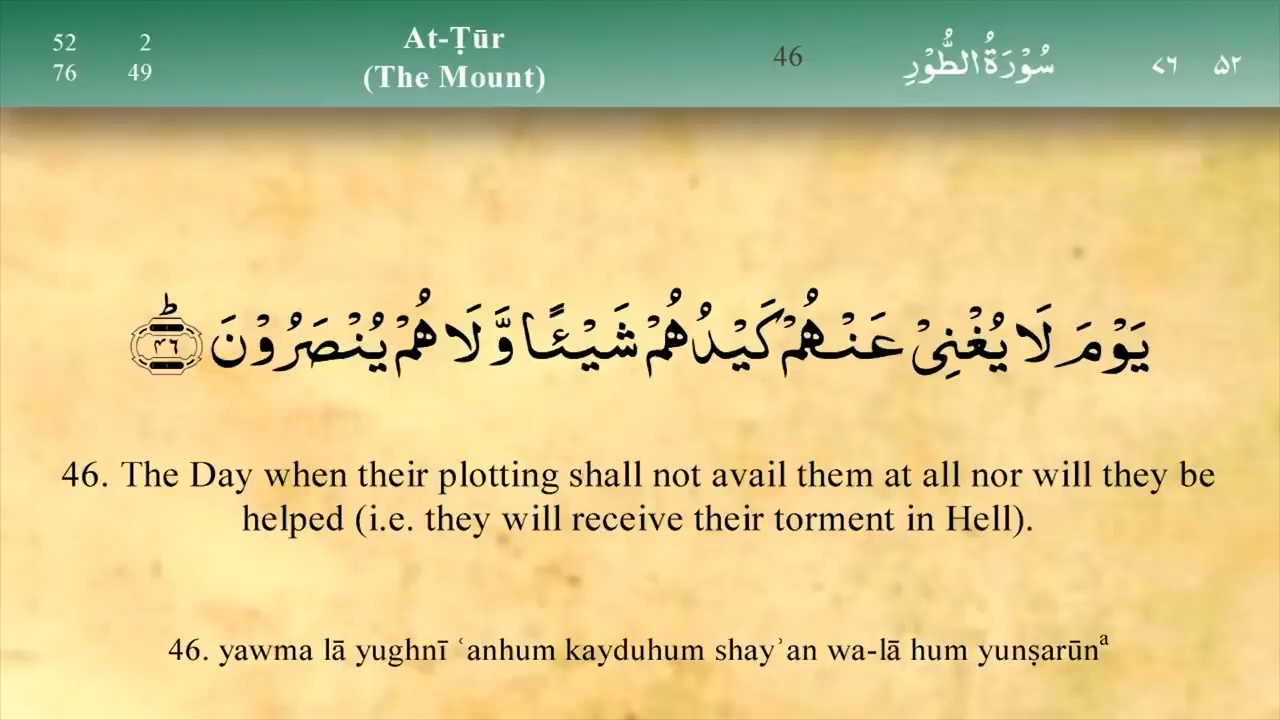 52 2 At-Ṭūr 46 سُوْرَةُ الطُّوْرِ ٧٦ ۵۲
76 49 (The Mount)
يَوْمَ لَا يُغْنِىْ عَنْهُمْ كَيْدُهُمْ شَيْـًٔا وَّلَا هُمْ يُنْصَرُوْنَ ؕ ﴿۴۶﴾
46. The Day when their plotting shall not avail them at all nor will they be
helped (i.e. they will receive their torment in Hell).
46. yawma lā yughnī ʿanhum kayduhum shayʾan wa-lā hum yunṣarūnᵃ